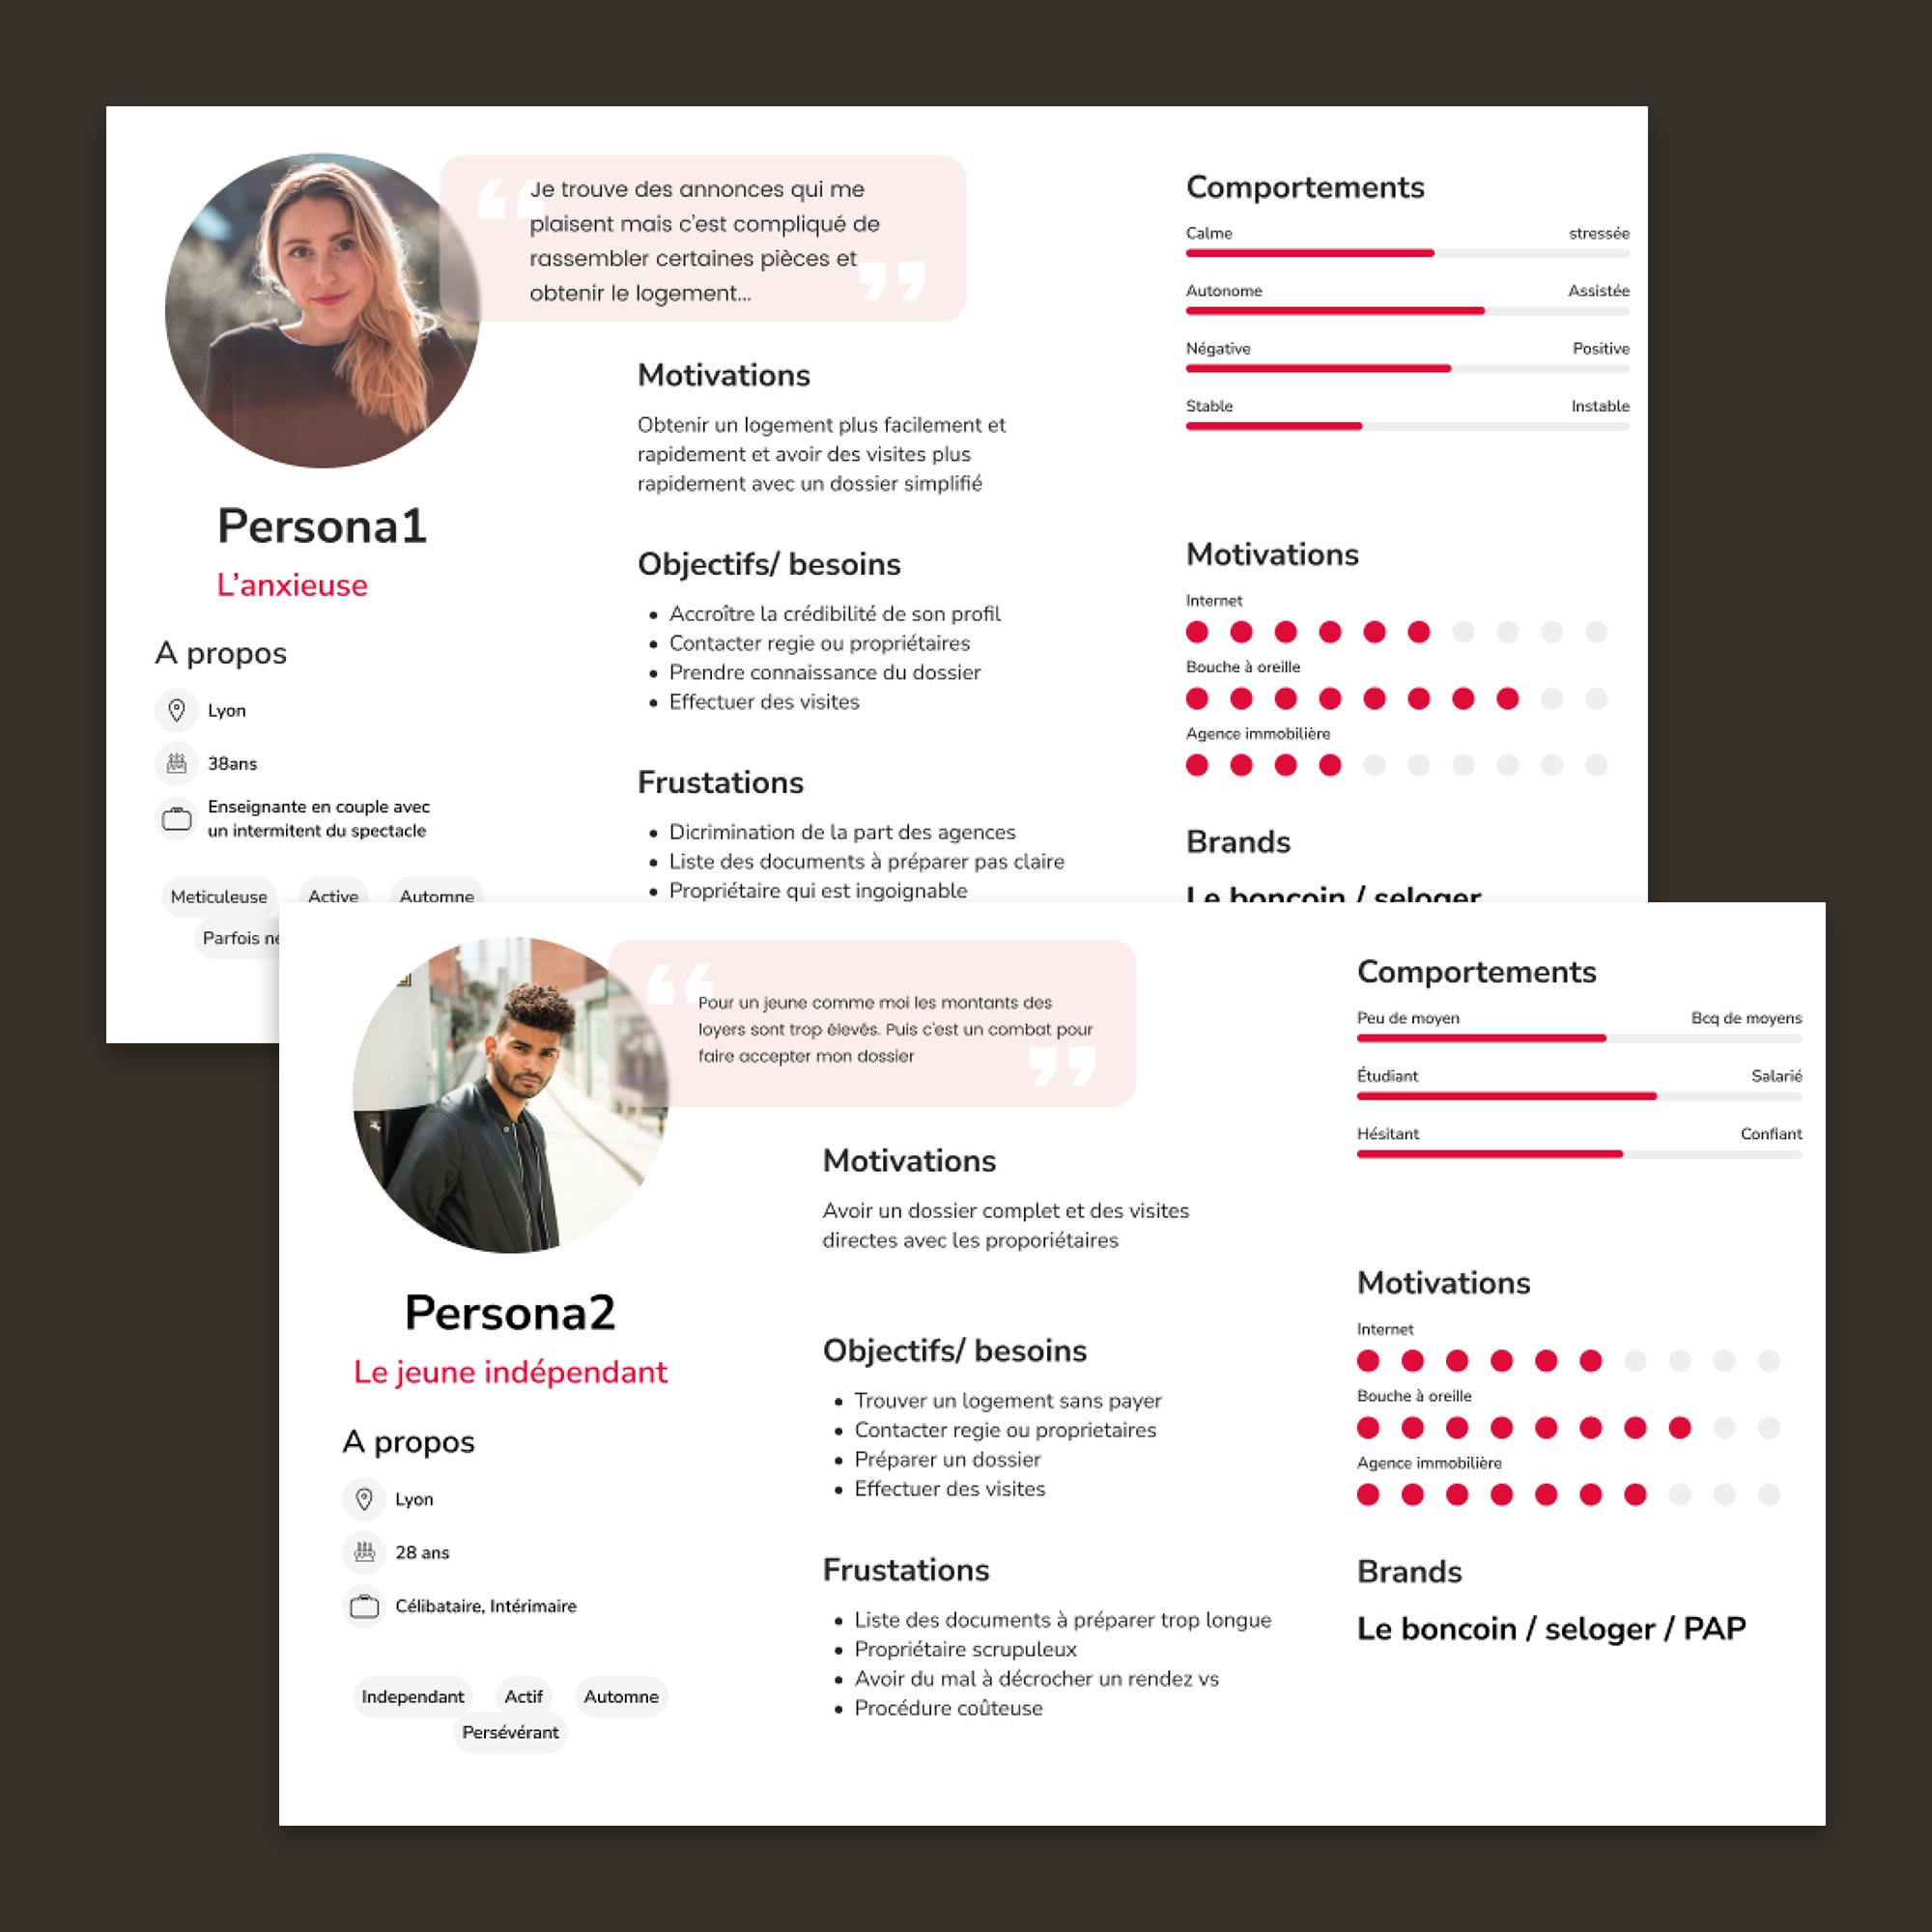 Je trouve des annonces qui me
plaisent mais c'est compliqué de
rassembler certaines pièces et
obtenir le logement...
Persona1
L'anxieuse
A propos
Lyon
38ans
Enseignante en couple avec
un intermitent du spectacle
Meticuleuse
Active
Automne
Parfois
Motivations
Obtenir un logement plus facilement et
rapidement et avoir des visites plus
rapidement avec un dossier simplifié
Objectifs/ besoins
• Accroître la crédibilité de son profil
• Contacter regie ou propriétaires
• Prendre connaissance du dossier
• Effectuer des visites
Frustations
• Dicrimination de la part des agences
• Liste des documents à préparer pas claire
• Propriétaire qui est ingoignable
Comportements
Calme stressée
Autonome Assistée
Négative Positive
Stable Instable
Motivations
Internet
Bouche à oreille
Agence immobilière
Brands
Le boncoin / seloger
Pour un jeune comme moi les montants des
loyers sont trop élevés. Puis c'est un combat pour
faire accepter mon dossier
Persona2
Le jeune indépendant
A propos
Lyon
28 ans
Célibataire, Intérimaire
Independant
Actif
Automne
Persévérant
Motivations
Avoir un dossier complet et des visites
directes avec les proporiétaires
Objectifs/ besoins
• Trouver un logement sans payer
• Contacter regie ou proprietaires
• Préparer un dossier
• Effectuer des visites
Frustations
• Liste des documents à préparer trop longue
• Propriétaire scrupuleux
• Avoir du mal à décrocher un rendez vs
• Procédure coûteuse
Comportements
Peu de moyen Bcq de moyens
Étudiant Salarié
Hésitant Confiant
Motivations
Internet
Bouche à oreille
Agence immobilière
Brands
Le boncoin / seloger / PAP